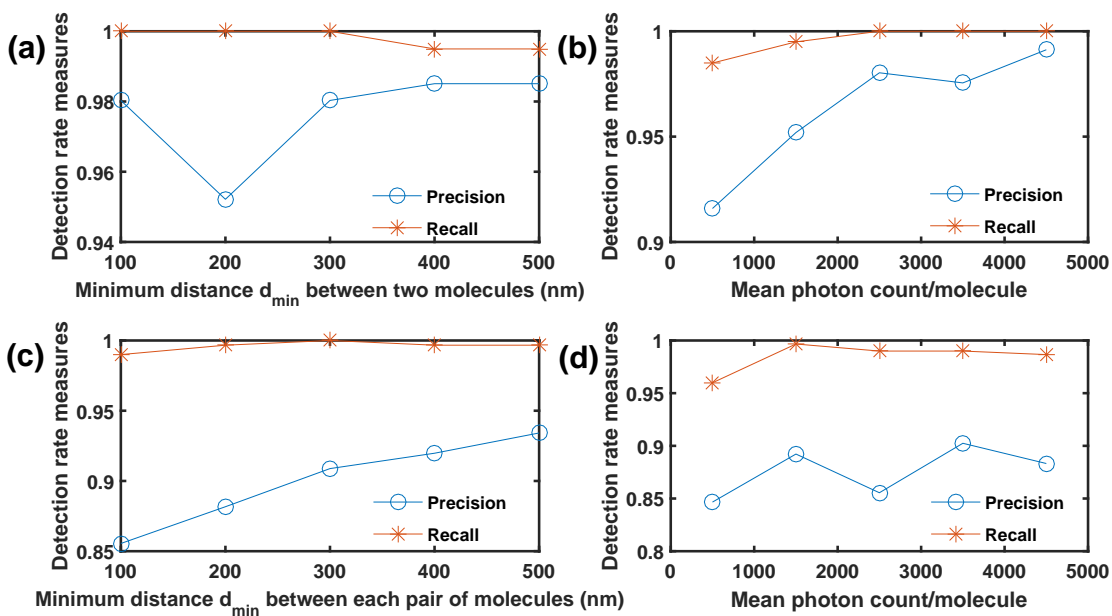 (a)
Detection rate measures
1
0.98
0.96
0.94
100 200 300 400 500
Minimum distance d_min between two molecules (nm)
Precision
Recall
(b)
Detection rate measures
1
0.95
0.9
0 1000 2000 3000 4000 5000
Mean photon count/molecule
Precision
Recall
(c)
Detection rate measures
1
0.95
0.9
0.85
100 200 300 400 500
Minimum distance d_min between each pair of molecules (nm)
Precision
Recall
(d)
Detection rate measures
1
0.95
0.9
0.85
0.8
0 1000 2000 3000 4000 5000
Mean photon count/molecule
Precision
Recall